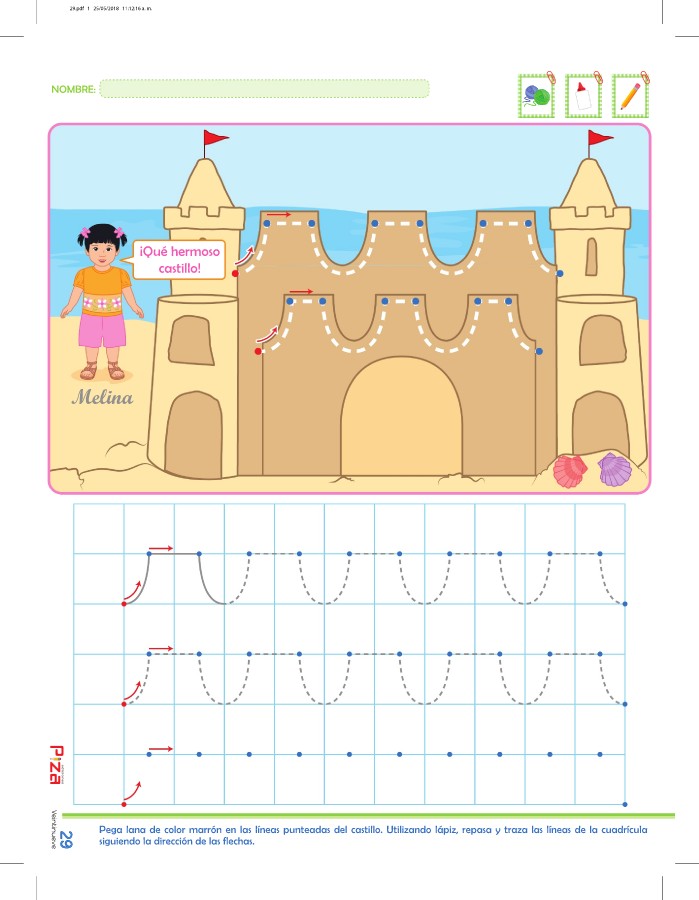 29.pdf 1 25/05/2018 11:12:16 a. m.
NOMBRE:
¡Qué hermoso
castillo!
Melina
Piza
Veintinueve
29
Pega lana de color marrón en las líneas punteadas del castillo. Utilizando lápiz, repasa y traza las líneas de la cuadrícula
siguiendo la dirección de las flechas.